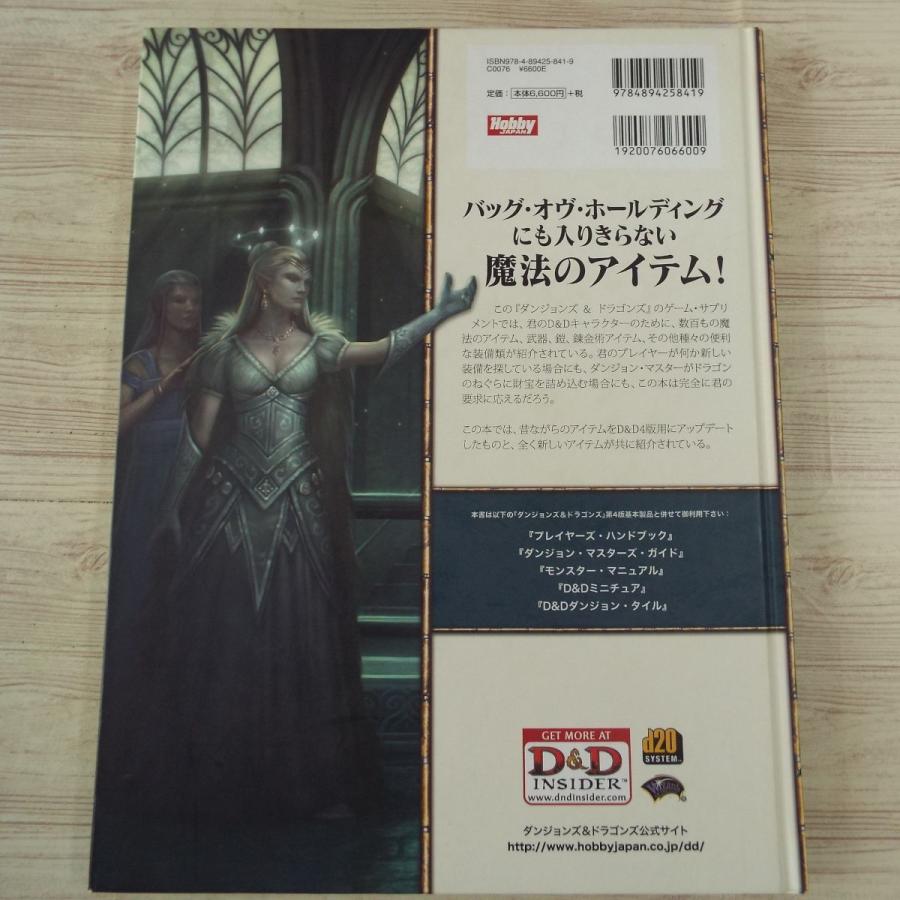 ISBN978-4-89425-841-9
C0076 ¥6600E
定価：本体6,600円+税
9784894258419
Hobby
JAPAN
1920076066009
バッグ・オヴ・ホールディング
にも入りきらない
魔法のアイテム！
この『ダンジョンズ ＆ ドラゴンズ』のゲーム・サプリ
メントでは、君のD&Dキャラクターのために、数百もの魔
法のアイテム、武器、鎧、錬金術アイテム、その他種々の便利
な装備類が紹介されている。君のプレイヤーが何か新しい
装備を探している場合にも、ダンジョン・マスターがドラゴン
のねぐらに財宝を詰め込む場合にも、この本は完全に君の
要求に応えるだろう。
この本では、昔ながらのアイテムをD&D4版用にアップデート
したものと、全く新しいアイテムが共に紹介されている。
本書は以下の『ダンジョンズ＆ドラゴンズ』第4版基本製品と併せて御利用下さい：
『プレイヤーズ・ハンドブック』
『ダンジョン・マスターズ・ガイド』
『モンスター・マニュアル』
『D&Dミニチュア』
『D&Dダンジョン・タイル』
GET MORE AT
D&D
INSIDER™
www.dndinsider.com
d20
SYSTEM™
Wizards
ダンジョンズ＆ドラゴンズ公式サイト
http://www.hobbyjapan.co.jp/dd/